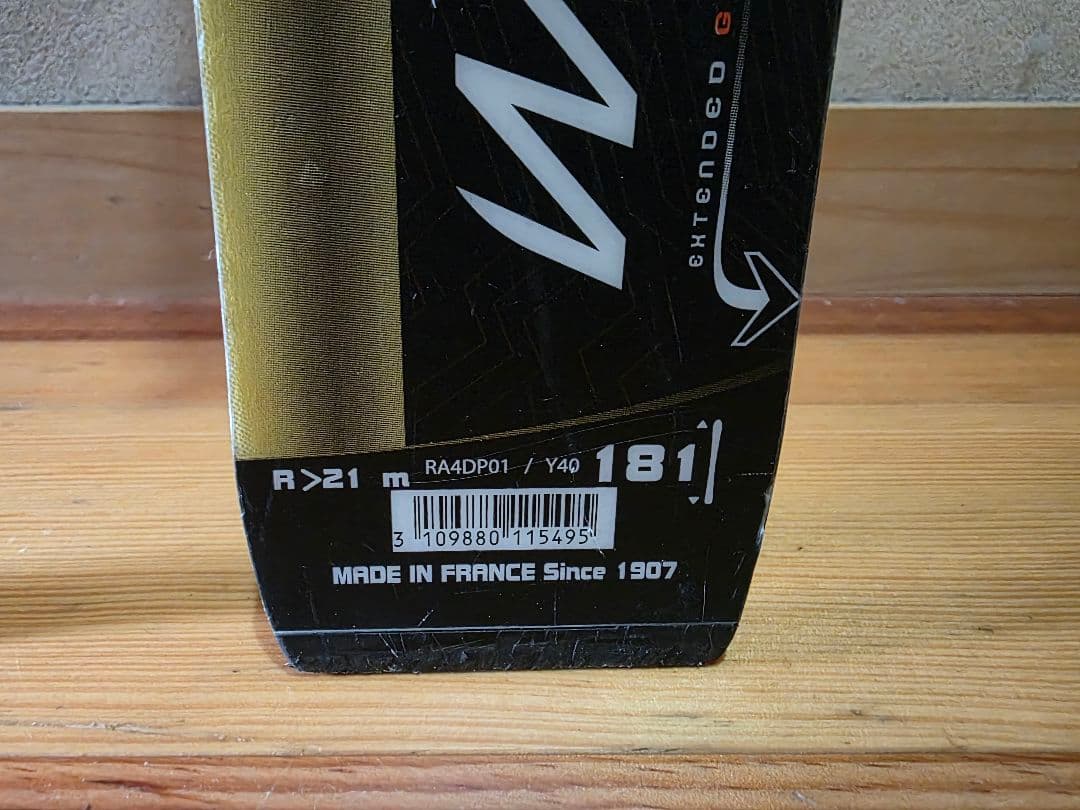 EXTENDED G
R>21 m RA4DP01 / Y40 181
3 109880 115495
MADE IN FRANCE Since 1907